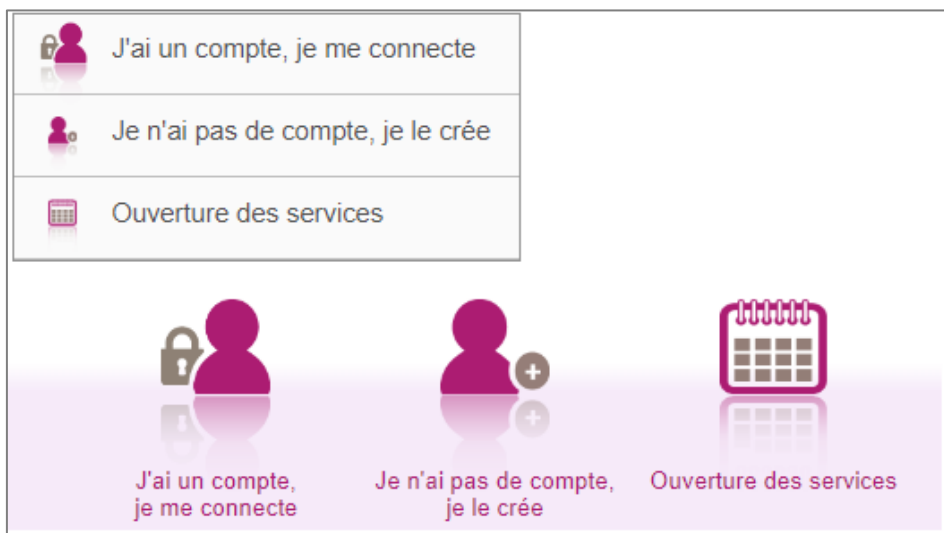 J'ai un compte, je me connecte
Je n'ai pas de compte, je le crée
Ouverture des services
J'ai un compte,
je me connecte
Je n'ai pas de compte,
je le crée
Ouverture des services